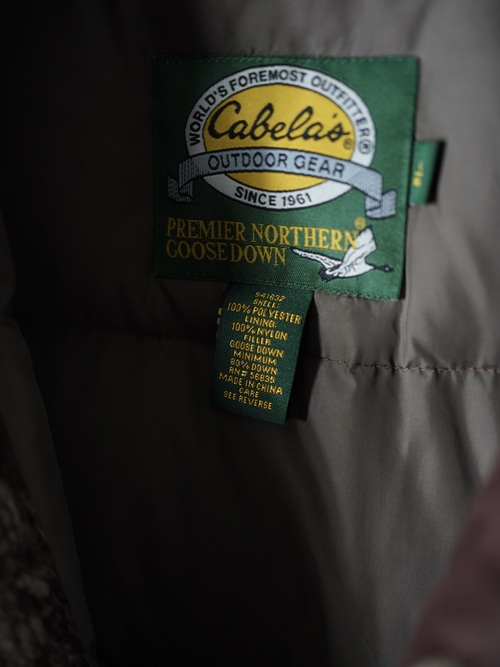 WORLD'S FOREMOST OUTFITTER®
Cabela's®
OUTDOOR GEAR
SINCE 1961
PREMIER NORTHERN®
GOOSE DOWN
SHELL:
100% POLYESTER
LINING:
100% NYLON
FILLER
GOOSE DOWN
MINIMUM
80% DOWN
RN# 56835
MADE IN CHINA
CARE
SEE REVERSE